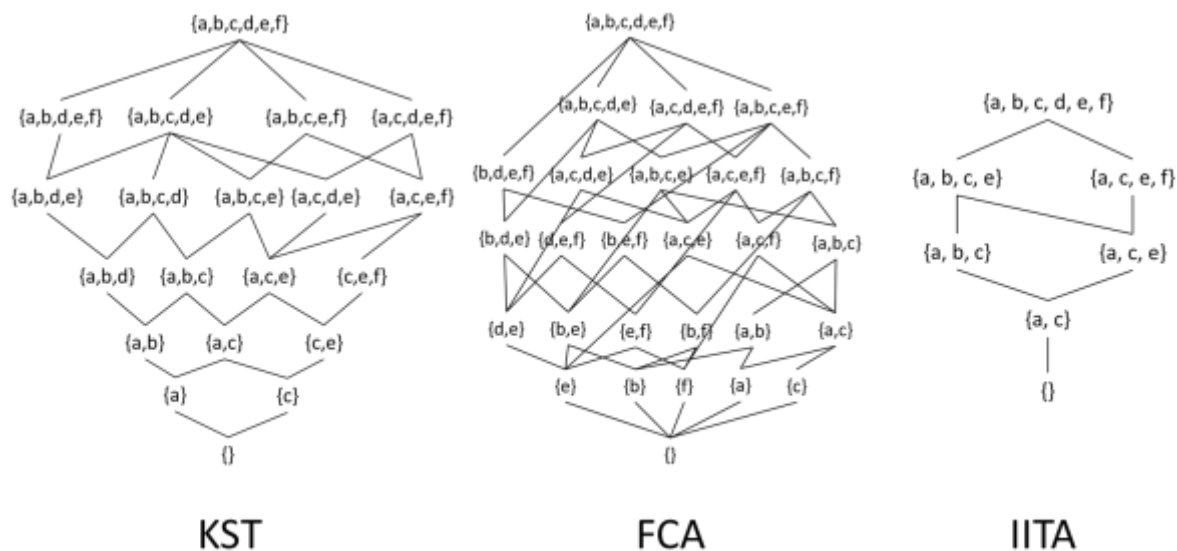 {a,b,c,d,e,f}
{a,b,d,e,f} {a,b,c,d,e} {a,b,c,e,f} {a,c,d,e,f}
{a,b,d,e} {a,b,c,d} {a,b,c,e} {a,c,d,e} {a,c,e,f}
{a,b,d} {a,b,c} {a,c,e} {c,e,f}
{a,b} {a,c} {c,e}
{a} {c}
{}
KST
{a,b,c,d,e,f}
{a,b,c,d,e} {a,c,d,e,f} {a,b,c,e,f}
{b,d,e,f} {a,c,d,e} {a,b,c,e} {a,c,e,f} {a,b,c,f}
{b,d,e} {d,e,f} {b,e,f} {a,c,e} {a,c,f} {a,b,c}
{d,e} {b,e} {e,f} {b,f} {a,b} {a,c}
{e} {b} {f} {a} {c}
{}
FCA
{a, b, c, d, e, f}
{a, b, c, e} {a, c, e, f}
{a, b, c} {a, c, e}
{a, c}
{}
IITA